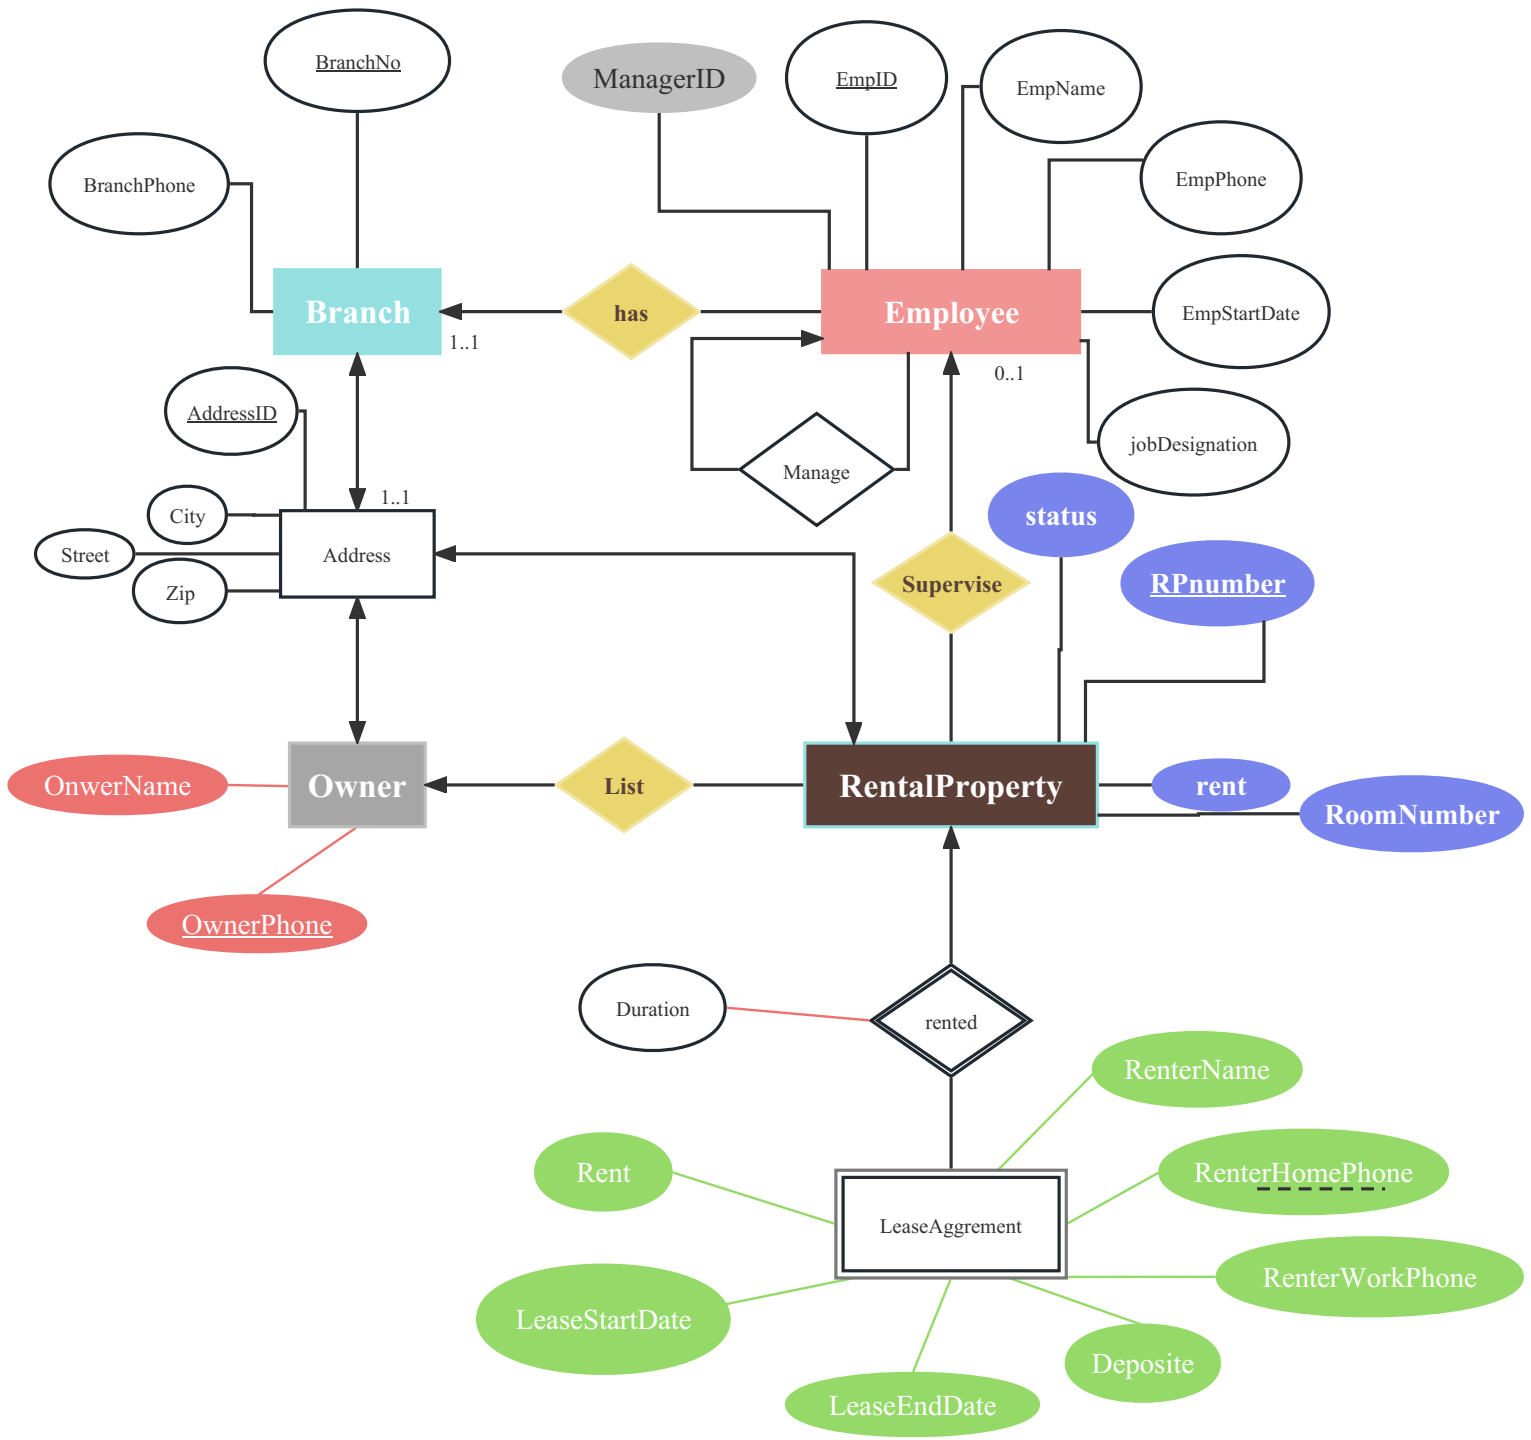 BranchNo
ManagerID
EmpID
EmpName
BranchPhone
EmpPhone
Branch
has
Employee
EmpStartDate
1..1
0..1
AddressID
Manage
jobDesignation
1..1
City
status
Street
Address
Supervise
RPnumber
Zip
OnwerName
Owner
List
RentalProperty
rent
RoomNumber
OwnerPhone
Duration
rented
RenterName
Rent
RenterHomePhone
LeaseAggrement
RenterWorkPhone
LeaseStartDate
Deposite
LeaseEndDate